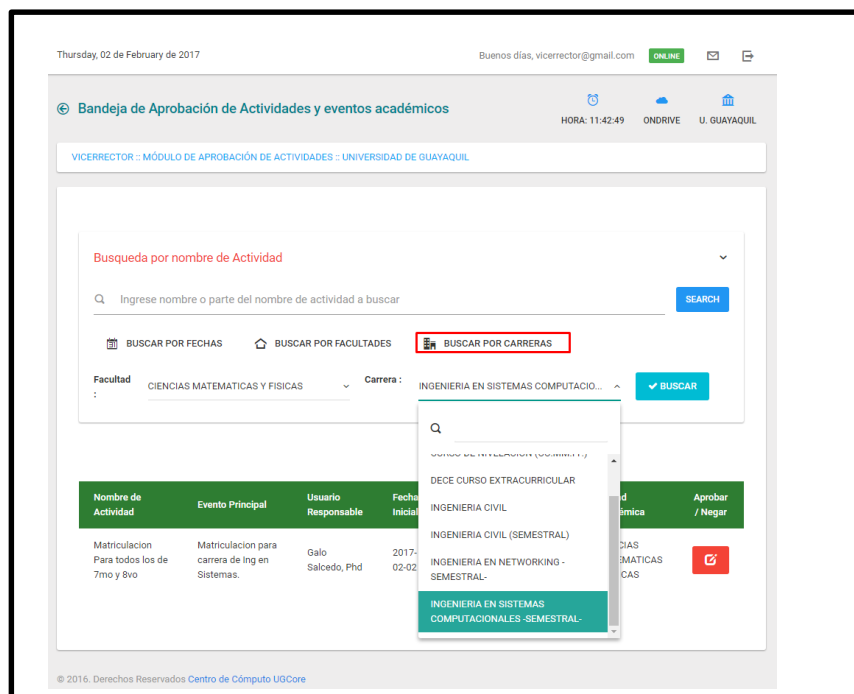 Thursday, 02 de February de 2017
Buenos días, vicerrector@gmail.com
ONLINE
Bandeja de Aprobación de Actividades y eventos académicos
HORA: 11:42:49
ONDRIVE
U. GUAYAQUIL
VICERRECTOR :: MÓDULO DE APROBACIÓN DE ACTIVIDADES :: UNIVERSIDAD DE GUAYAQUIL
Busqueda por nombre de Actividad
Ingrese nombre o parte del nombre de actividad a buscar
SEARCH
BUSCAR POR FECHAS
BUSCAR POR FACULTADES
BUSCAR POR CARRERAS
Facultad
:
CIENCIAS MATEMATICAS Y FISICAS
Carrera :
INGENIERIA EN SISTEMAS COMPUTACIO...
BUSCAR
DECE CURSO EXTRACURRICULAR
INGENIERIA CIVIL
INGENIERIA CIVIL (SEMESTRAL)
INGENIERIA EN NETWORKING -
SEMESTRAL-
INGENIERIA EN SISTEMAS
COMPUTACIONALES -SEMESTRAL-
Nombre de
Actividad
Evento Principal
Usuario
Responsable
Fecha
Inicial
Aprobar
/ Negar
Matriculacion
Para todos los de
7mo y 8vo
Matriculacion para
carrera de Ing en
Sistemas.
Galo
Salcedo, Phd
2017-
02-02
© 2016. Derechos Reservados Centro de Cómputo UGCore